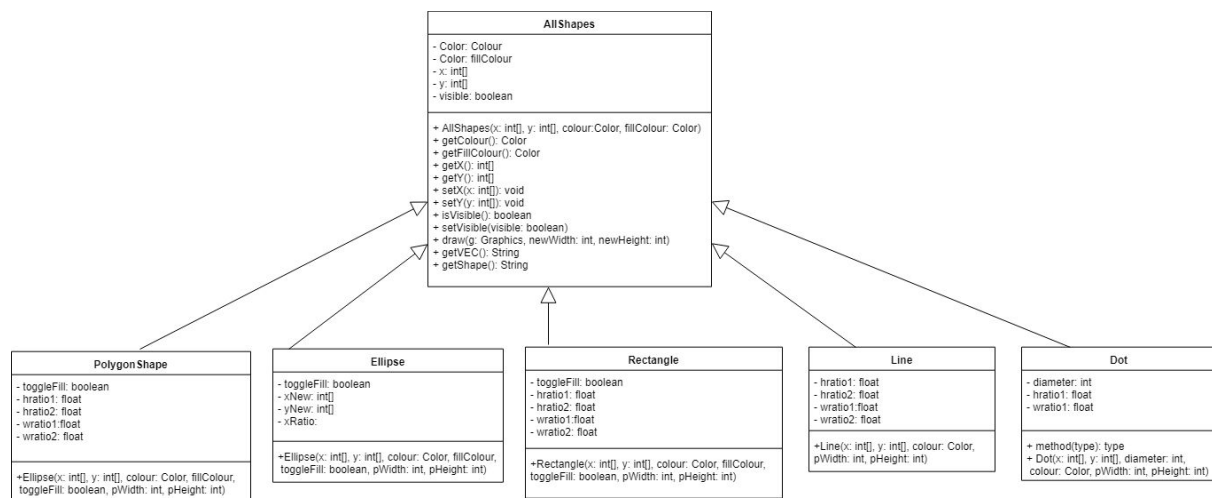 AllShapes
- Color: Colour
- Color: fillColour
- x: int[]
- y: int[]
- visible: boolean
+ AllShapes(x: int[], y: int[], colour:Color, fillColour: Color)
+ getColour(): Color
+ getFillColour(): Color
+ getX(): int[]
+ getY(): int[]
+ setX(x: int[]): void
+ setY(y: int[]): void
+ isVisible(): boolean
+ setVisible(visible: boolean)
+ draw(g: Graphics, newWidth: int, newHeight: int)
+ getVEC(): String
+ getShape(): String
PolygonShape
- toggleFill: boolean
- hratio1: float
- hratio2: float
- wratio1:float
- wratio2: float
+Ellipse(x: int[], y: int[], colour: Color, fillColour,
toggleFill: boolean, pWidth: int, pHeight: int)
Ellipse
- toggleFill: boolean
- xNew: int[]
- yNew: int[]
- xRatio:
+Ellipse(x: int[], y: int[], colour: Color, fillColour,
toggleFill: boolean, pWidth: int, pHeight: int)
Rectangle
- toggleFill: boolean
- hratio1: float
- hratio2: float
- wratio1:float
- wratio2: float
+Rectangle(x: int[], y: int[], colour: Color, fillColour,
toggleFill: boolean, pWidth: int, pHeight: int)
Line
- hratio1: float
- hratio2: float
- wratio1:float
- wratio2: float
+Line(x: int[], y: int[], colour: Color,
pWidth: int, pHeight: int)
Dot
- diameter: int
- hratio1: float
- wratio1: float
+ method(type): type
+ Dot(x: int[], y: int[], diameter: int,
colour: Color, pWidth: int, pHeight: int)